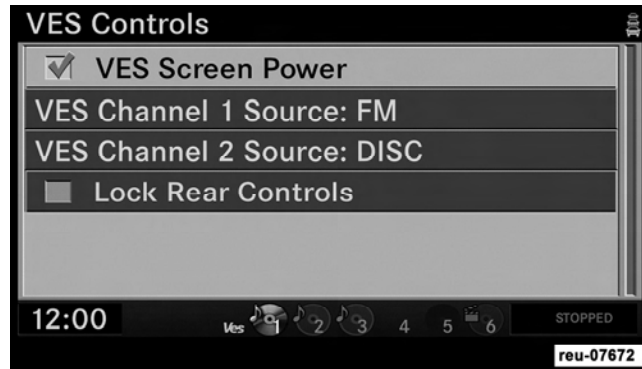 VES Controls
VES Screen Power
VES Channel 1 Source: FM
VES Channel 2 Source: DISC
Lock Rear Controls
12:00 Ves 1 2 3 4 5 6 STOPPED
reu-07672